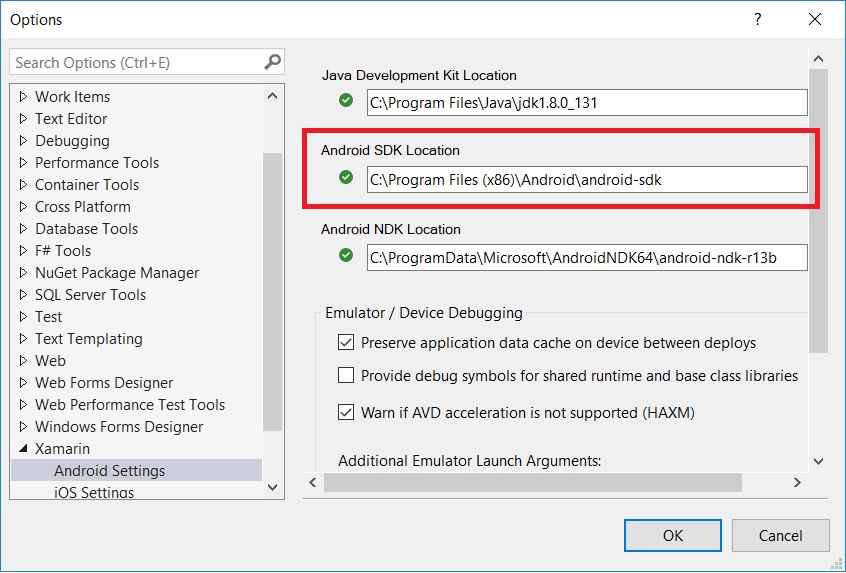 Options
Search Options (Ctrl+E)
Work Items
Text Editor
Debugging
Performance Tools
Container Tools
Cross Platform
Database Tools
F# Tools
NuGet Package Manager
SQL Server Tools
Test
Text Templating
Web
Web Forms Designer
Web Performance Test Tools
Windows Forms Designer
Xamarin
Android Settings
iOS Settings
Java Development Kit Location
C:\Program Files\Java\jdk1.8.0_131
Android SDK Location
C:\Program Files (x86)\Android\android-sdk
Android NDK Location
C:\ProgramData\Microsoft\AndroidNDK64\android-ndk-r13b
Emulator / Device Debugging
Preserve application data cache on device between deploys
Provide debug symbols for shared runtime and base class libraries
Warn if AVD acceleration is not supported (HAXM)
Additional Emulator Launch Arguments:
OK
Cancel